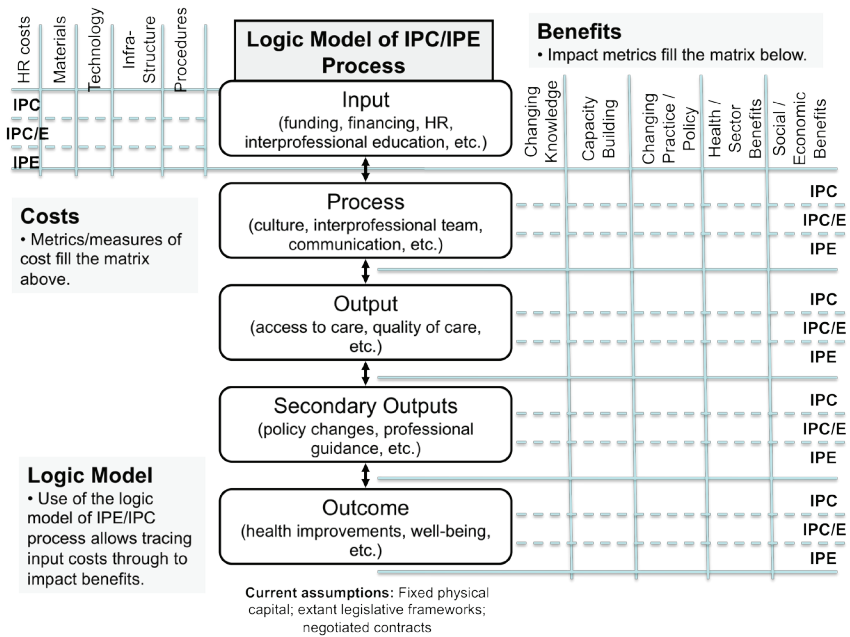 HR costs
Materials
Technology
Infra-
Structure
Procedures
IPC
IPC/E
IPE
Logic Model of IPC/IPE
Process
Benefits
• Impact metrics fill the matrix below.
Changing
Knowledge
Capacity
Building
Changing
Practice /
Policy
Health /
Sector
Benefits
Social /
Economic
Benefits
Input
(funding, financing, HR,
interprofessional education, etc.)
Costs
• Metrics/measures of
cost fill the matrix
above.
Process
(culture, interprofessional team,
communication, etc.)
IPC
IPC/E
IPE
Output
(access to care, quality of care,
etc.)
IPC
IPC/E
IPE
Secondary Outputs
(policy changes, professional
guidance, etc.)
IPC
IPC/E
IPE
Logic Model
• Use of the logic
model of IPE/IPC
process allows tracing
input costs through to
impact benefits.
Outcome
(health improvements, well-being,
etc.)
IPC
IPC/E
IPE
Current assumptions: Fixed physical
capital; extant legislative frameworks;
negotiated contracts